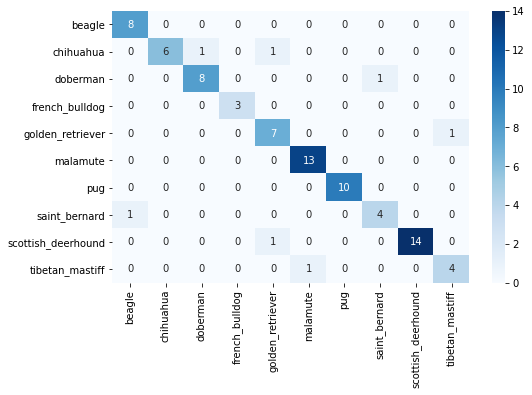 beagle 8 0 0 0 0 0 0 0 0 0
chihuahua 0 6 1 0 1 0 0 0 0 0
doberman 0 0 8 0 0 0 0 1 0 0
french_bulldog 0 0 0 3 0 0 0 0 0 0
golden_retriever 0 0 0 0 7 0 0 0 0 1
malamute 0 0 0 0 0 13 0 0 0 0
pug 0 0 0 0 0 0 10 0 0 0
saint_bernard 1 0 0 0 0 0 0 4 0 0
scottish_deerhound 0 0 0 0 1 0 0 0 14 0
tibetan_mastiff 0 0 0 0 0 1 0 0 0 4
beagle
chihuahua
doberman
french_bulldog
golden_retriever
malamute
pug
saint_bernard
scottish_deerhound
tibetan_mastiff
14
12
10
8
6
4
2
0